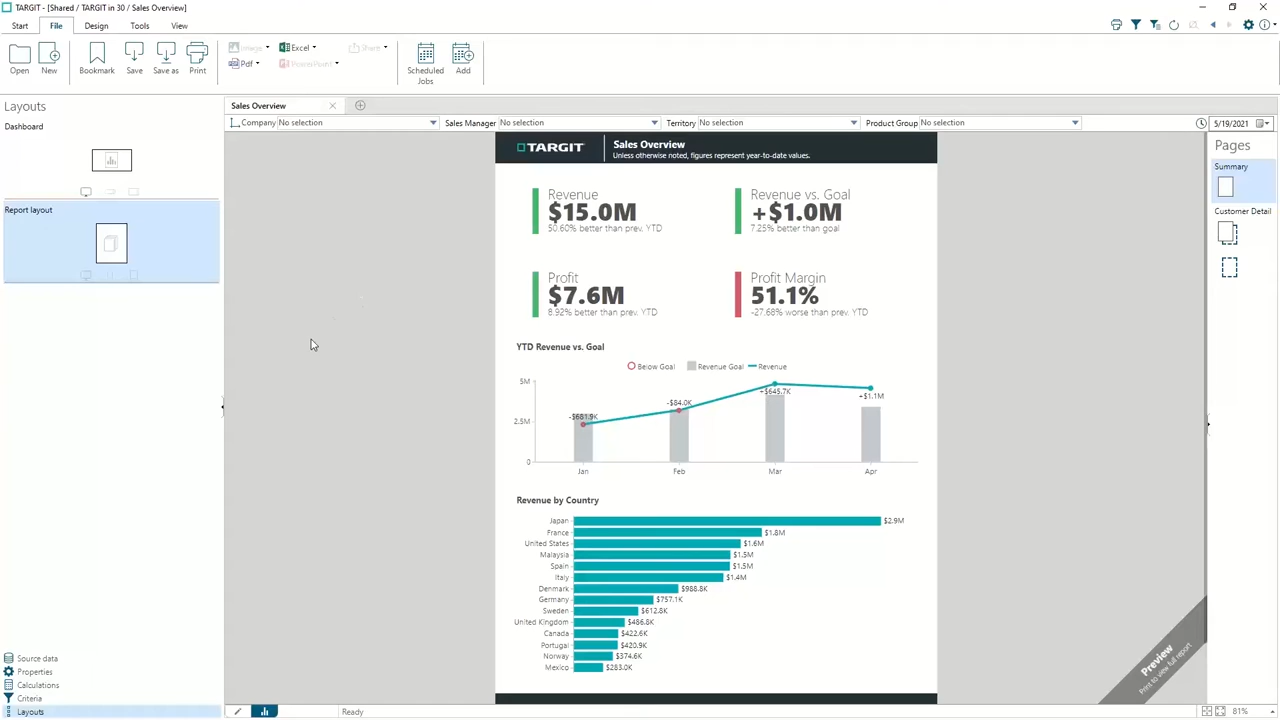 TARGIT - [Shared / TARGIT in 30 / Sales Overview]
Start File Design Tools View
Open New Bookmark Save Save as Print
Image Excel Share
Pdf PowerPoint
Scheduled Jobs Add
Layouts
Dashboard
Report layout
Sales Overview
Company No selection Sales Manager No selection Territory No selection Product Group No selection 5/19/2021
TARGIT
Sales Overview
Unless otherwise noted, figures represent year-to-date values.
Revenue
$15.0M
50.60% better than prev. YTD
Revenue vs. Goal
+$1.0M
7.25% better than goal
Profit
$7.6M
8.92% better than prev. YTD
Profit Margin
51.1%
-27.68% worse than prev. YTD
YTD Revenue vs. Goal
Below Goal Revenue Goal Revenue
5M
2.5M
0
-$681.9K -$84.0K +$645.7K +$1.1M
Jan Feb Mar Apr
Revenue by Country
Japan $2.9M
France $1.8M
United States $1.6M
Malaysia $1.5M
Spain $1.5M
Italy $1.4M
Denmark $988.8K
Germany $757.1K
Sweden $612.8K
United Kingdom $486.8K
Canada $422.6K
Portugal $420.9K
Norway $374.6K
Mexico $283.0K
Pages
Summary
Customer Detail
Preview
Print to view full report
Source data
Properties
Calculations
Criteria
Layouts
Ready
81%